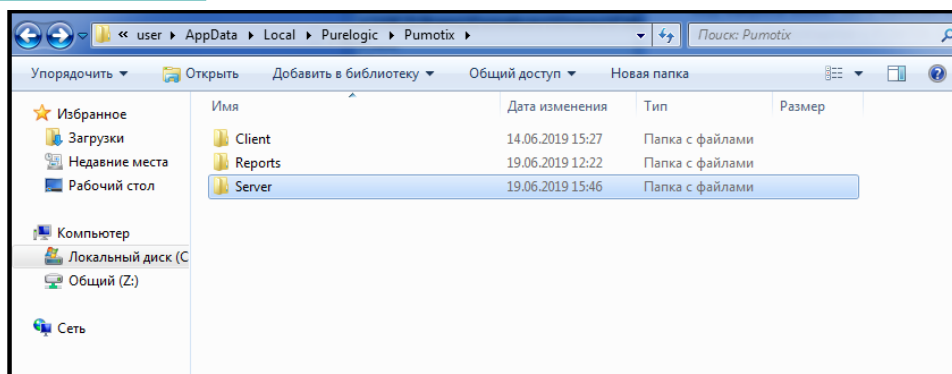 « user ▸ AppData ▸ Local ▸ Purelogic ▸ Pumotix ▸ Поиск: Pumotix
Упорядочить ▾ Открыть Добавить в библиотеку ▾ Общий доступ ▾ Новая папка
Избранное
Загрузки
Недавние места
Рабочий стол
Компьютер
Локальный диск (C
Общий (Z:)
Сеть
Имя Дата изменения Тип Размер
Client 14.06.2019 15:27 Папка с файлами
Reports 19.06.2019 12:22 Папка с файлами
Server 19.06.2019 15:46 Папка с файлами